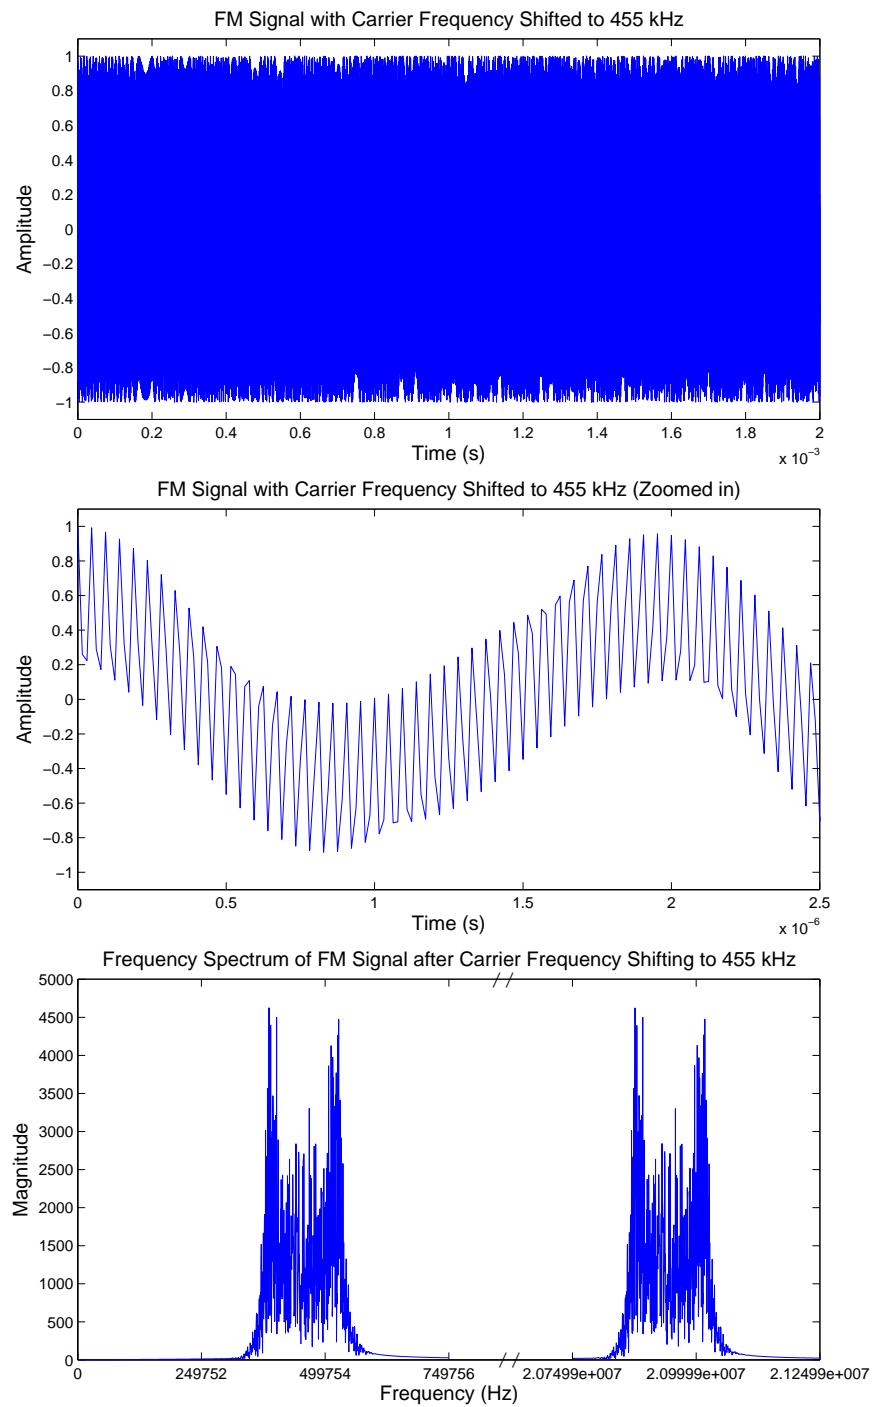 FM Signal with Carrier Frequency Shifted to 455 kHz
1
0.8
0.6
0.4
0.2
0
−0.2
−0.4
−0.6
−0.8
−1
Amplitude
0 0.2 0.4 0.6 0.8 1 1.2 1.4 1.6 1.8 2
Time (s)
x 10⁻³
FM Signal with Carrier Frequency Shifted to 455 kHz (Zoomed in)
1
0.8
0.6
0.4
0.2
0
−0.2
−0.4
−0.6
−0.8
−1
Amplitude
0 0.5 1 1.5 2 2.5
Time (s)
x 10⁻⁶
Frequency Spectrum of FM Signal after Carrier Frequency Shifting to 455 kHz
5000
4500
4000
3500
3000
2500
2000
1500
1000
500
0
Magnitude
0 249752 499754 749756 2.07499e+007 2.09999e+007 2.12499e+007
Frequency (Hz)